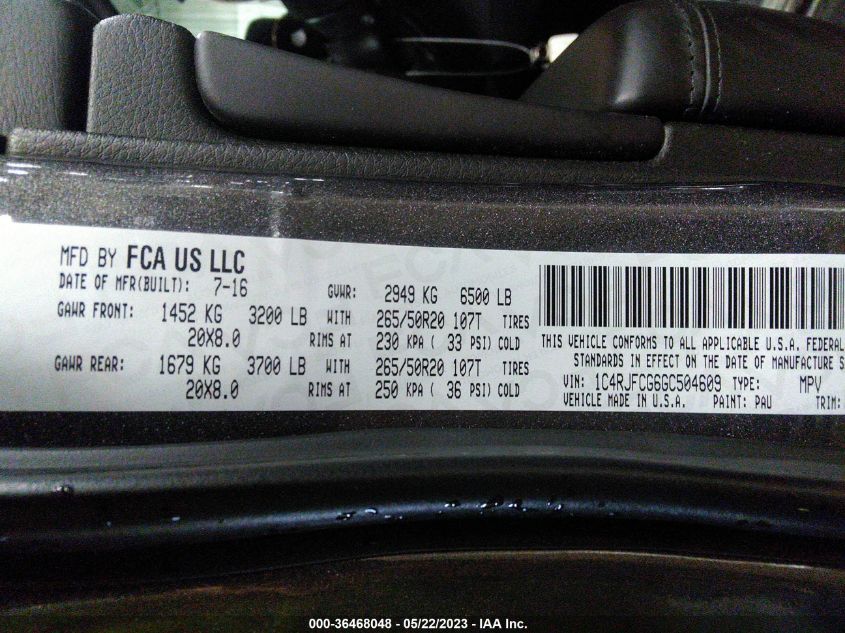 MFD BY FCA US LLC
DATE OF MFR(BUILT): 7-16 GVWR: 2949 KG 6500 LB
GAWR FRONT: 1452 KG 3200 LB WITH 265/50R20 107T TIRES
20X8.0 RIMS AT 230 KPA ( 33 PSI) COLD
GAWR REAR: 1679 KG 3700 LB WITH 265/50R20 107T TIRES
20X8.0 RIMS AT 250 KPA ( 36 PSI) COLD
THIS VEHICLE CONFORMS TO ALL APPLICABLE U.S.A. FEDERAL
STANDARDS IN EFFECT ON THE DATE OF MANUFACTURE S
VIN: 1C4RJFCG6GC504609 TYPE: MPV
VEHICLE MADE IN U.S.A. PAINT: PAU TRIM:
000-36468048 - 05/22/2023 - IAA Inc.